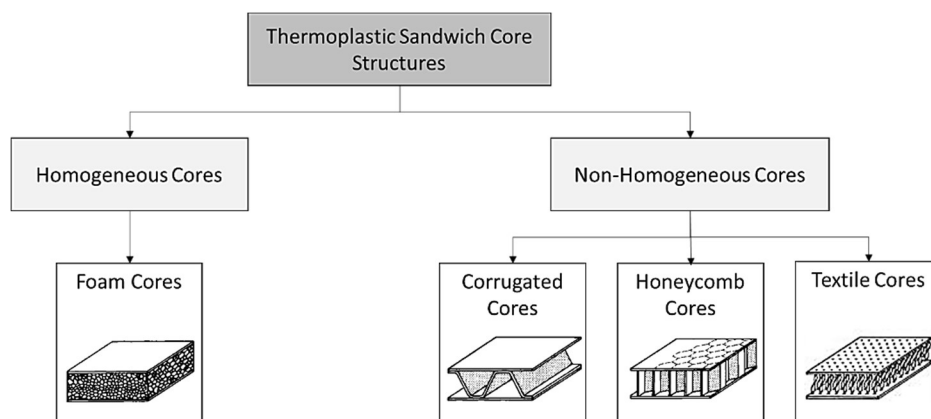 Thermoplastic Sandwich Core
Structures
Homogeneous Cores
Non-Homogeneous Cores
Foam Cores
Corrugated
Cores
Honeycomb
Cores
Textile Cores